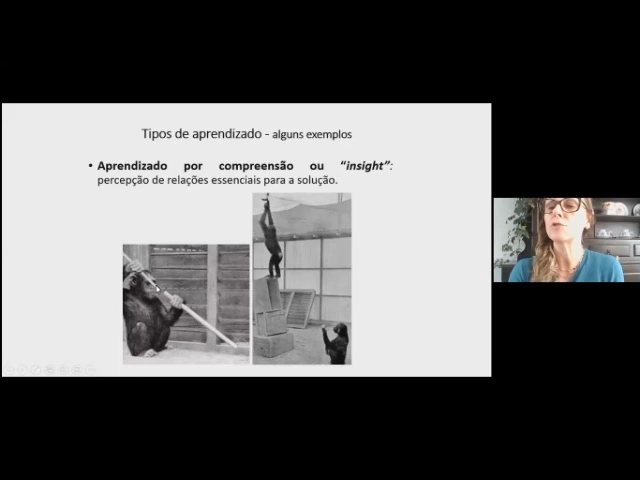 Tipos de aprendizado - alguns exemplos
• Aprendizado por compreensão ou "insight":
percepção de relações essenciais para a solução.